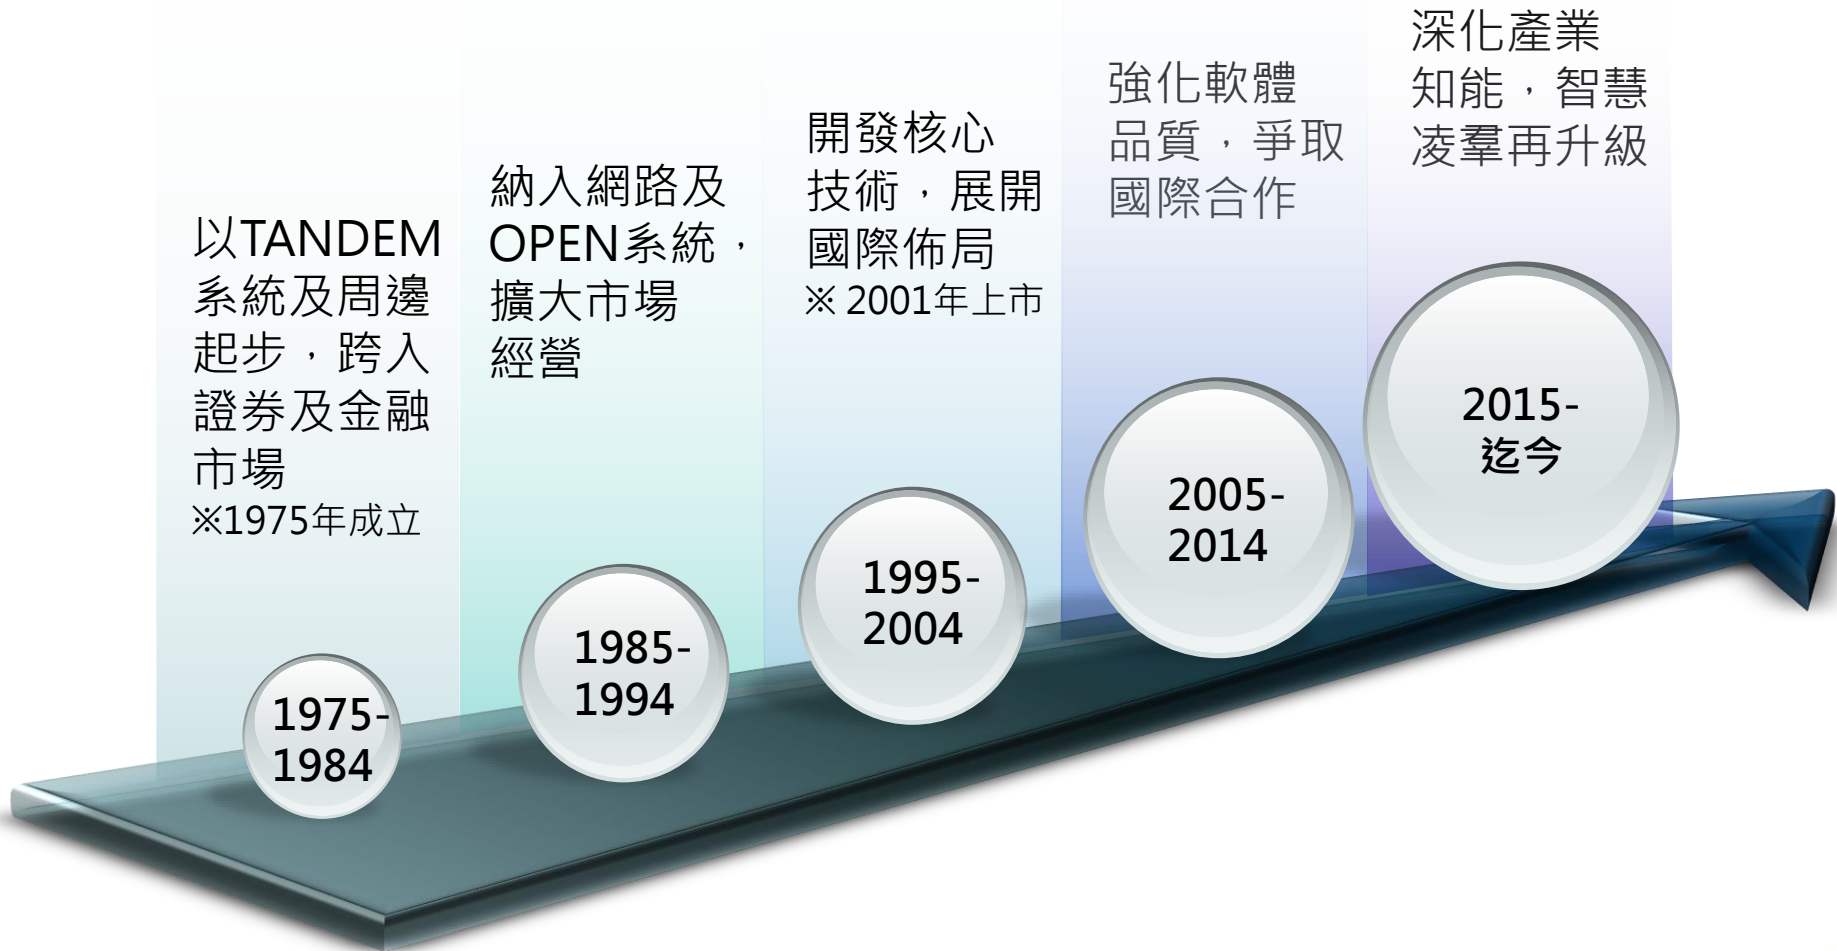 以TANDEM
系統及周邊
起步，跨入
證券及金融
市場
※1975年成立
1975-
1984
納入網路及
OPEN系統，
擴大市場
經營
1985-
1994
開發核心
技術，展開
國際佈局
※ 2001年上市
1995-
2004
強化軟體
品質，爭取
國際合作
2005-
2014
深化產業
知能，智慧
凌羣再升級
2015-
迄今